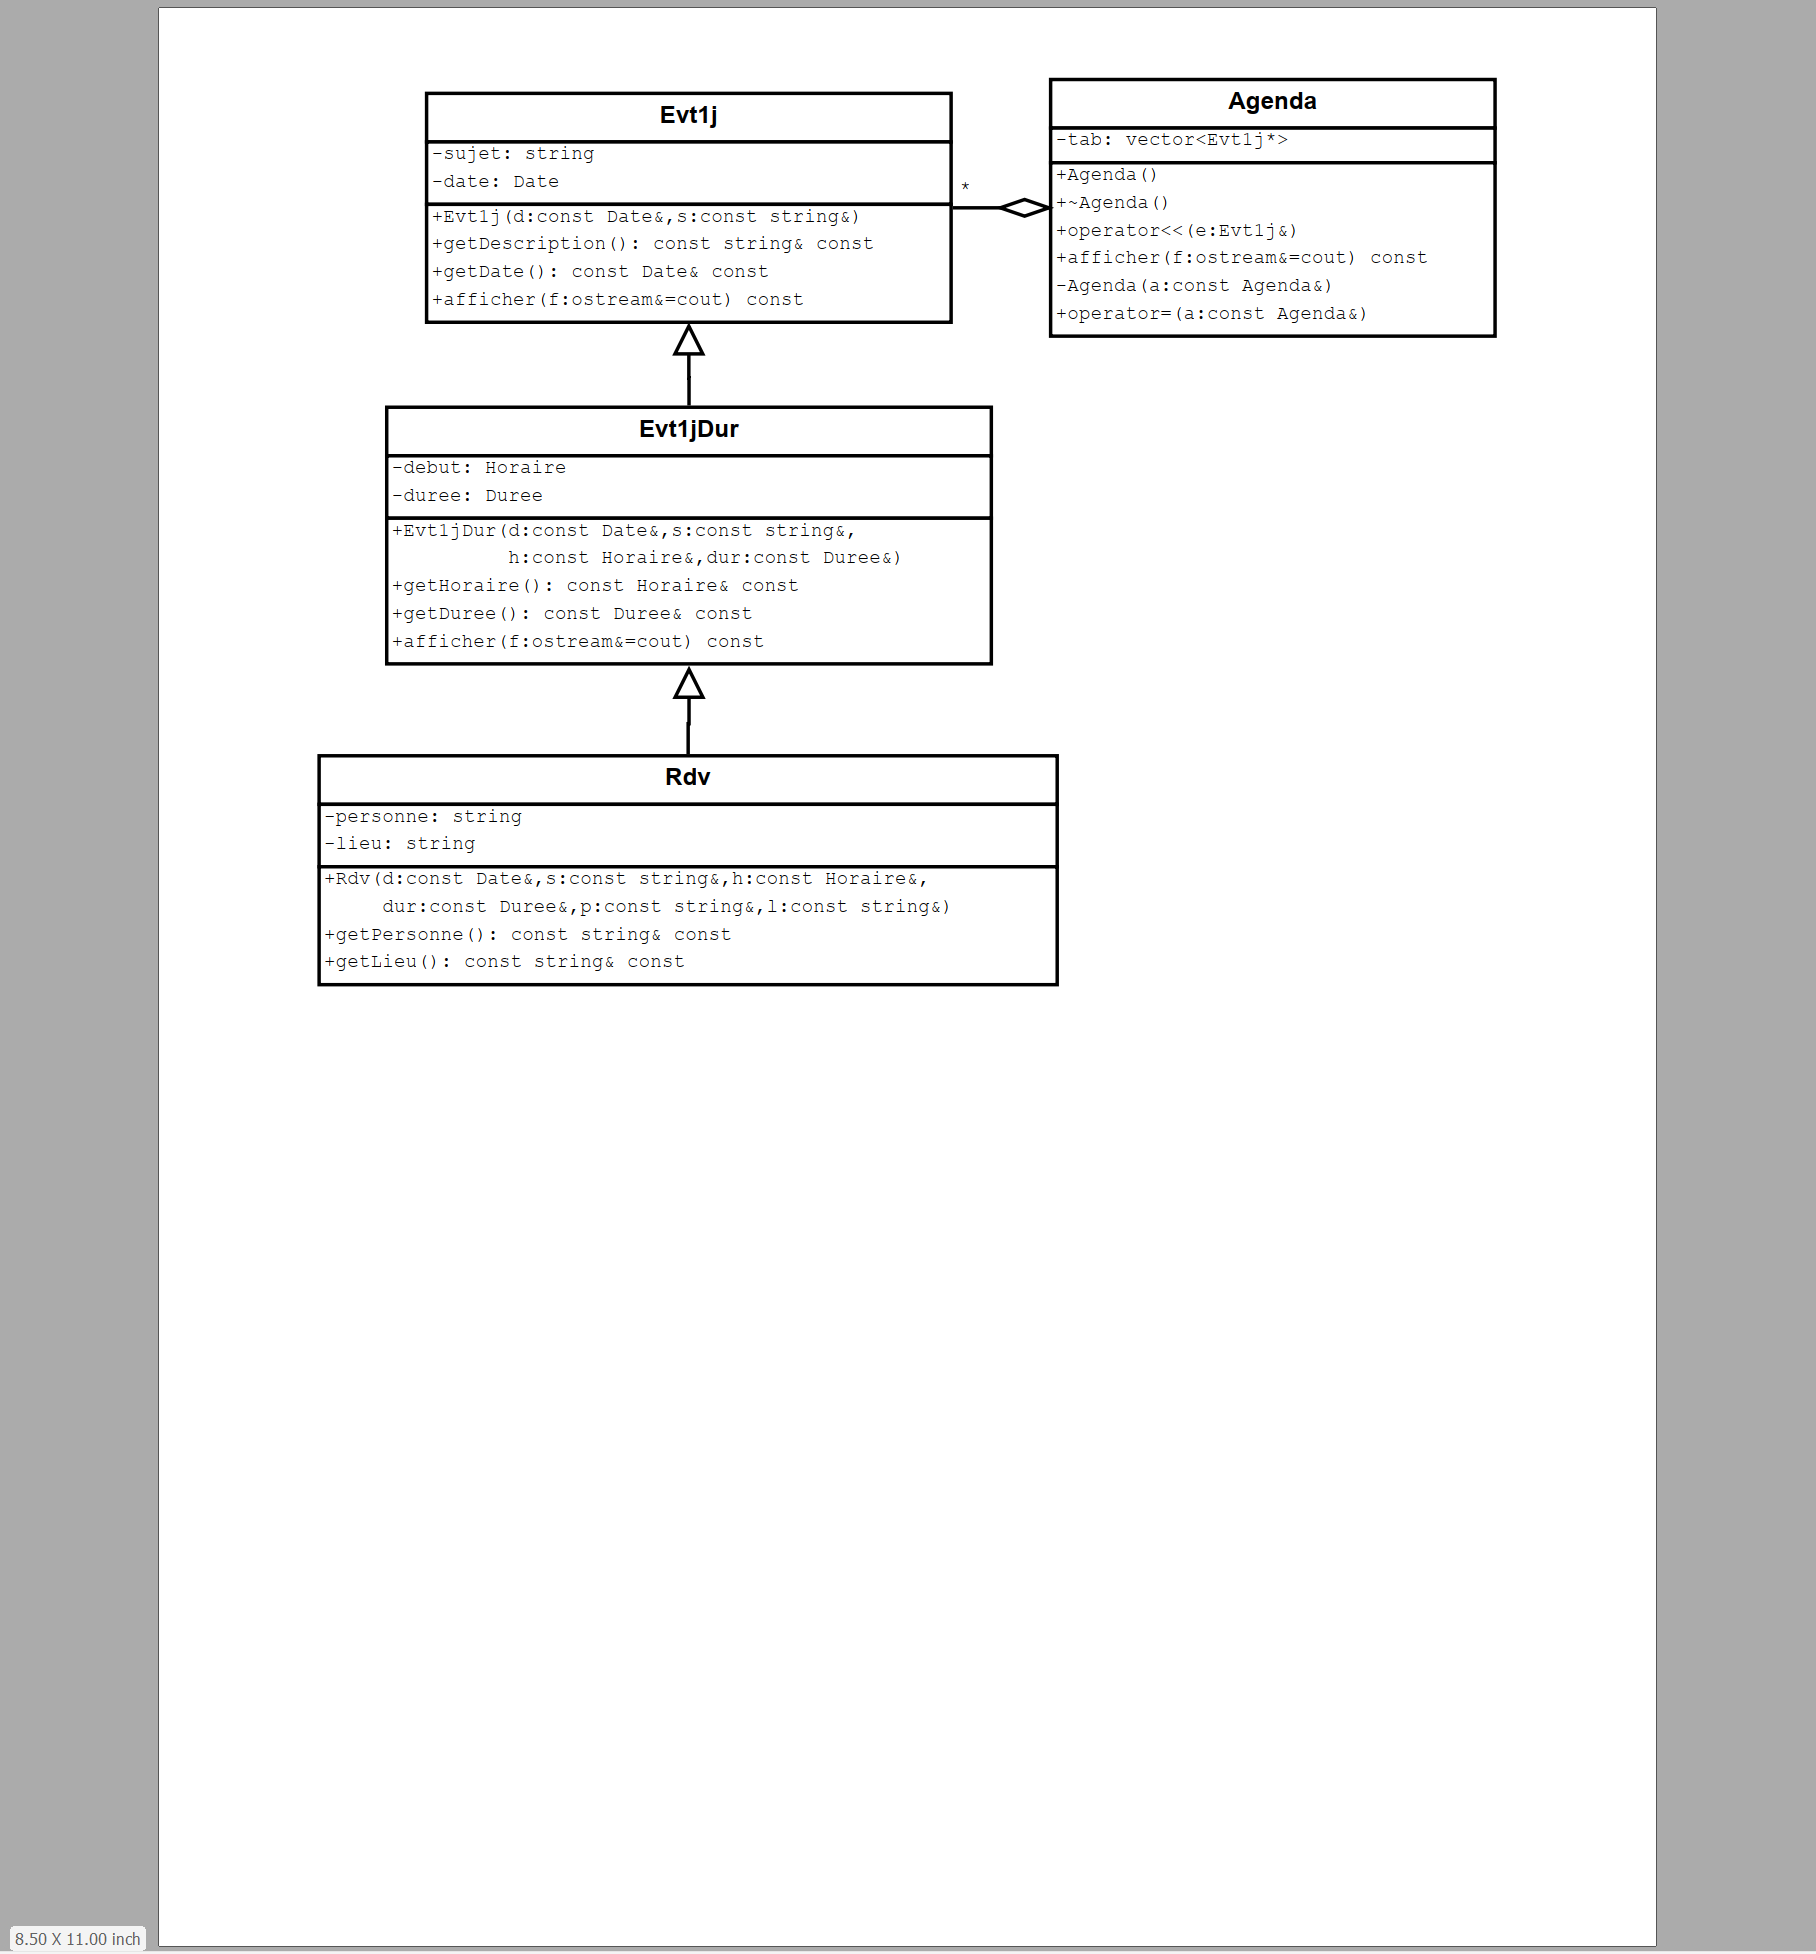 Evt1j
-sujet: string
-date: Date
+Evt1j(d:const Date&,s:const string&)
+getDescription(): const string& const
+getDate(): const Date& const
+afficher(f:ostream&=cout) const
*
Agenda
-tab: vector<Evt1j*>
+Agenda()
+~Agenda()
+operator<<(e:Evt1j&)
+afficher(f:ostream&=cout) const
-Agenda(a:const Agenda&)
+operator=(a:const Agenda&)
Evt1jDur
-debut: Horaire
-duree: Duree
+Evt1jDur(d:const Date&,s:const string&,
h:const Horaire&,dur:const Duree&)
+getHoraire(): const Horaire& const
+getDuree(): const Duree& const
+afficher(f:ostream&=cout) const
Rdv
-personne: string
-lieu: string
+Rdv(d:const Date&,s:const string&,h:const Horaire&,
dur:const Duree&,p:const string&,l:const string&)
+getPersonne(): const string& const
+getLieu(): const string& const
8.50 X 11.00 inch